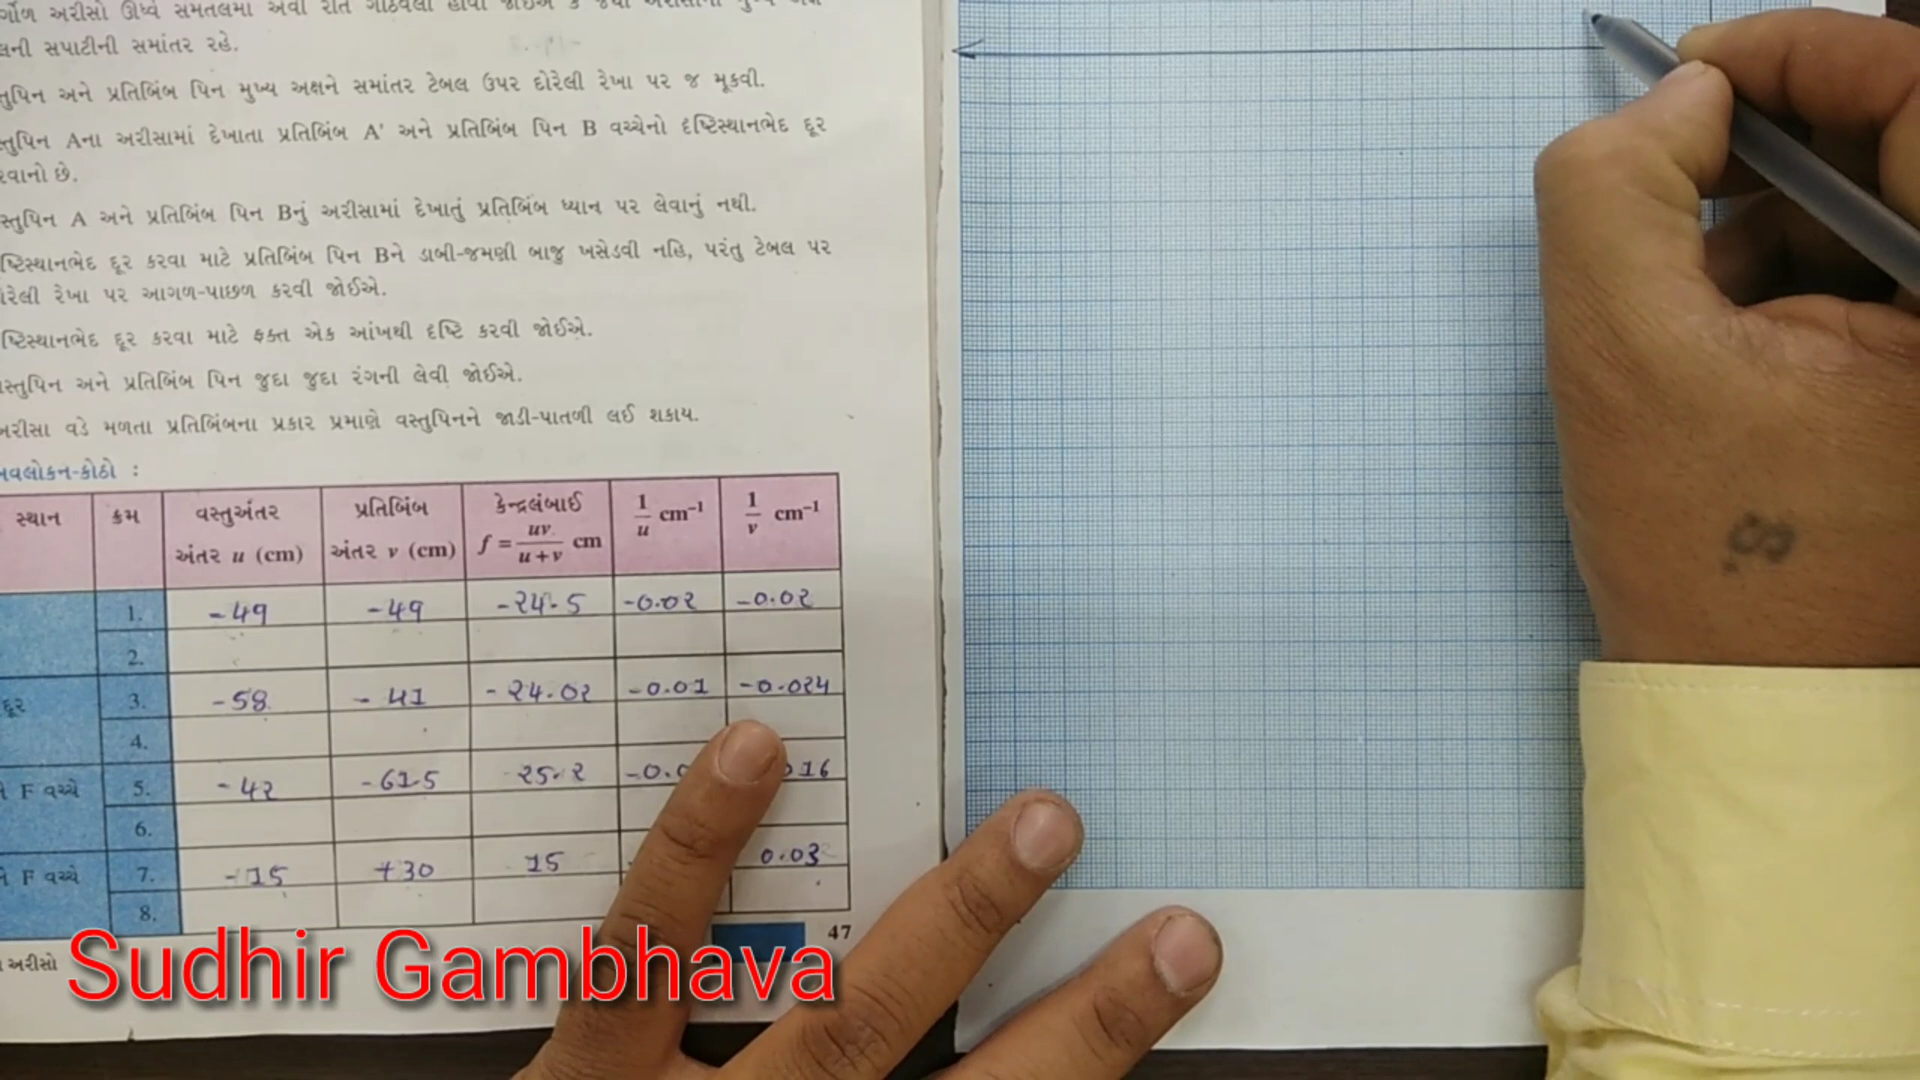 લની સપાટીની સમાંતર રહે.
તુપિન અને પ્રતિબિંબ પિન મુખ્ય અક્ષને સમાંતર ટેબલ ઉપર દોરેલી રેખા પર જ મૂકવી.
સ્તુપિન Aના અરીસામાં દેખાતા પ્રતિબિંબ A' અને પ્રતિબિંબ પિન B વચ્ચેનો દૃષ્ટિસ્થાનભેદ દૂર
રવાનો છે.
સ્તુપિન A અને પ્રતિબિંબ પિન Bનું અરીસામાં દેખાતું પ્રતિબિંબ ધ્યાન પર લેવાનું નથી.
ષ્ટિસ્થાનભેદ દૂર કરવા માટે પ્રતિબિંબ પિન Bને ડાબી-જમણી બાજુ ખસેડવી નહિ, પરંતુ ટેબલ પર
રેલી રેખા પર આગળ-પાછળ કરવી જોઈએ.
ષ્ટિસ્થાનભેદ દૂર કરવા માટે ફક્ત એક આંખથી દૃષ્ટિ કરવી જોઈએ.
સ્તુપિન અને પ્રતિબિંબ પિન જુદા જુદા રંગની લેવી જોઈએ.
અરીસા વડે મળતા પ્રતિબિંબના પ્રકાર પ્રમાણે વસ્તુપિનને જાડી-પાતળી લઈ શકાય.
અવલોકન-કોઠો :
સ્થાન ક્રમ વસ્તુઅંતર અંતર u (cm) પ્રતિબિંબ અંતર v (cm) કેન્દ્રલંબાઈ f = uv/u+v cm 1/u cm⁻¹ 1/v cm⁻¹
1. -49 -49 -24.5 -0.02 -0.02
2.
દૂર 3. -58 -41 -24.02 -0.01 -0.024
4.
F વચ્ચે 5. -42 -61.5 25.2 -0.0 016
6.
F વચ્ચે 7. -15 +30 15 0.03
8.
અરીસો
47
Sudhir Gambhava